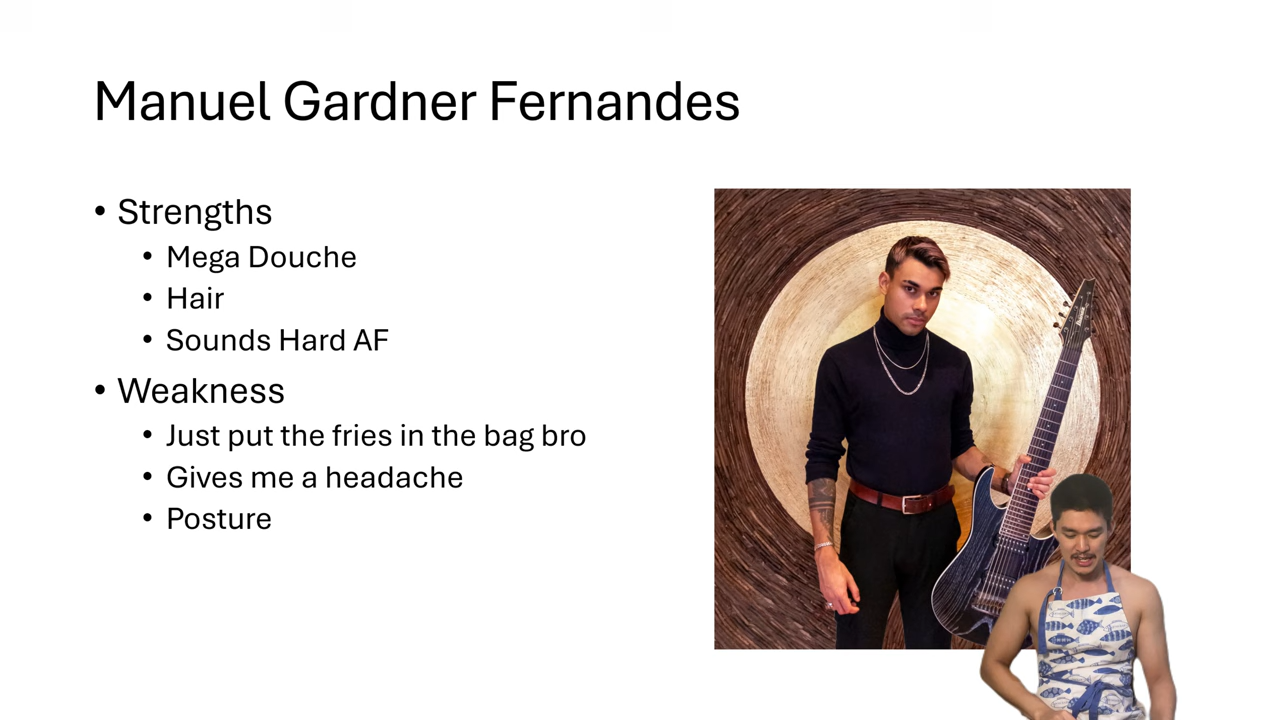 Manuel Gardner Fernandes
• Strengths
• Mega Douche
• Hair
• Sounds Hard AF
• Weakness
• Just put the fries in the bag bro
• Gives me a headache
• Posture